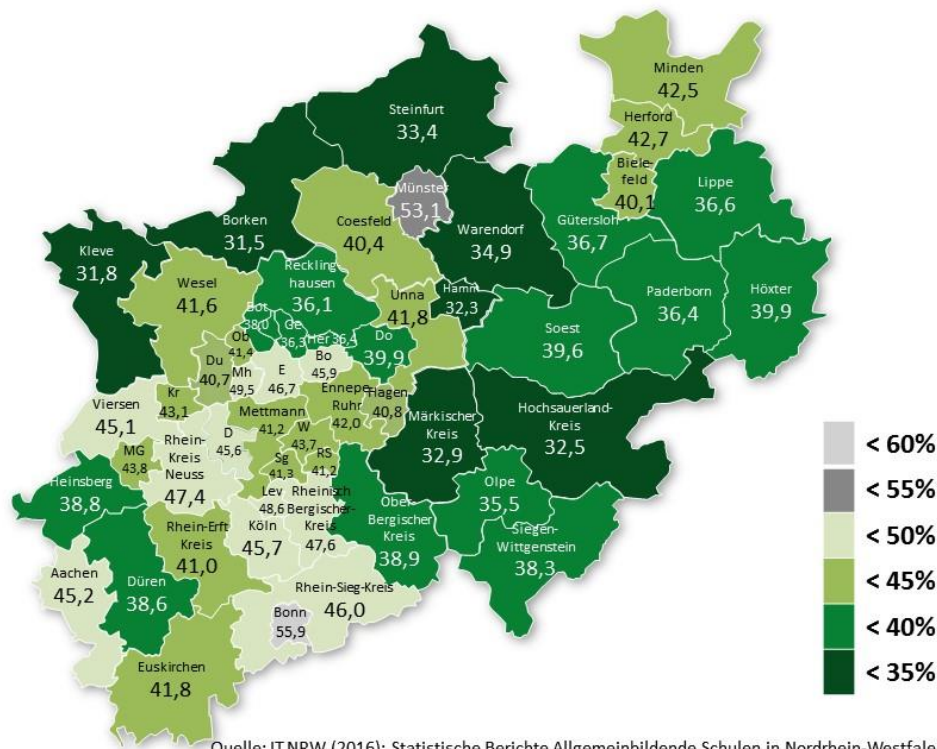 Minden
42,5
Herford
42,7
Biele-
feld
40,1
Lippe
36,6
Steinfurt
33,4
Münster
53,1
Coesfeld
40,4
Warendorf
34,9
Gütersloh
36,7
Borken
31,5
Kleve
31,8
Wesel
41,6
Reckling-
hausen
36,1
Unna
41,8
Hamm
32,3
Paderborn
36,4
Höxter
39,9
Soest
39,6
Bot
38,0
Ge
36,3
Her 36,4
Do
39,9
Ob
41,4
Du
40,7
Mh
49,5
E
46,7
Bo
45,9
Ennepe
Ruhr
42,0
Hagen
40,8
Märkischer
Kreis
32,9
Hochsauerland-
Kreis
32,5
Viersen
45,1
Kr
43,1
Mettmann
41,2
D
45,6
W
43,7
MG
43,8
Rhein-
Kreis
Neuss
47,4
Sg
41,3
RS
41,2
Heinsberg
38,8
Lev
48,6
Rheinisch
Bergischer-
Kreis
47,6
Köln
45,7
Ober-
Bergischer
Kreis
38,9
Olpe
35,5
Siegen-
Wittgenstein
38,3
Rhein-Erft
Kreis
41,0
Aachen
45,2
Düren
38,6
Rhein-Sieg-Kreis
46,0
Bonn
55,9
Euskirchen
41,8
< 60%
< 55%
< 50%
< 45%
< 40%
< 35%
Quelle: IT.NRW (2016): Statistische Berichte Allgemeinbildende Schulen in Nordrhein-Westfale